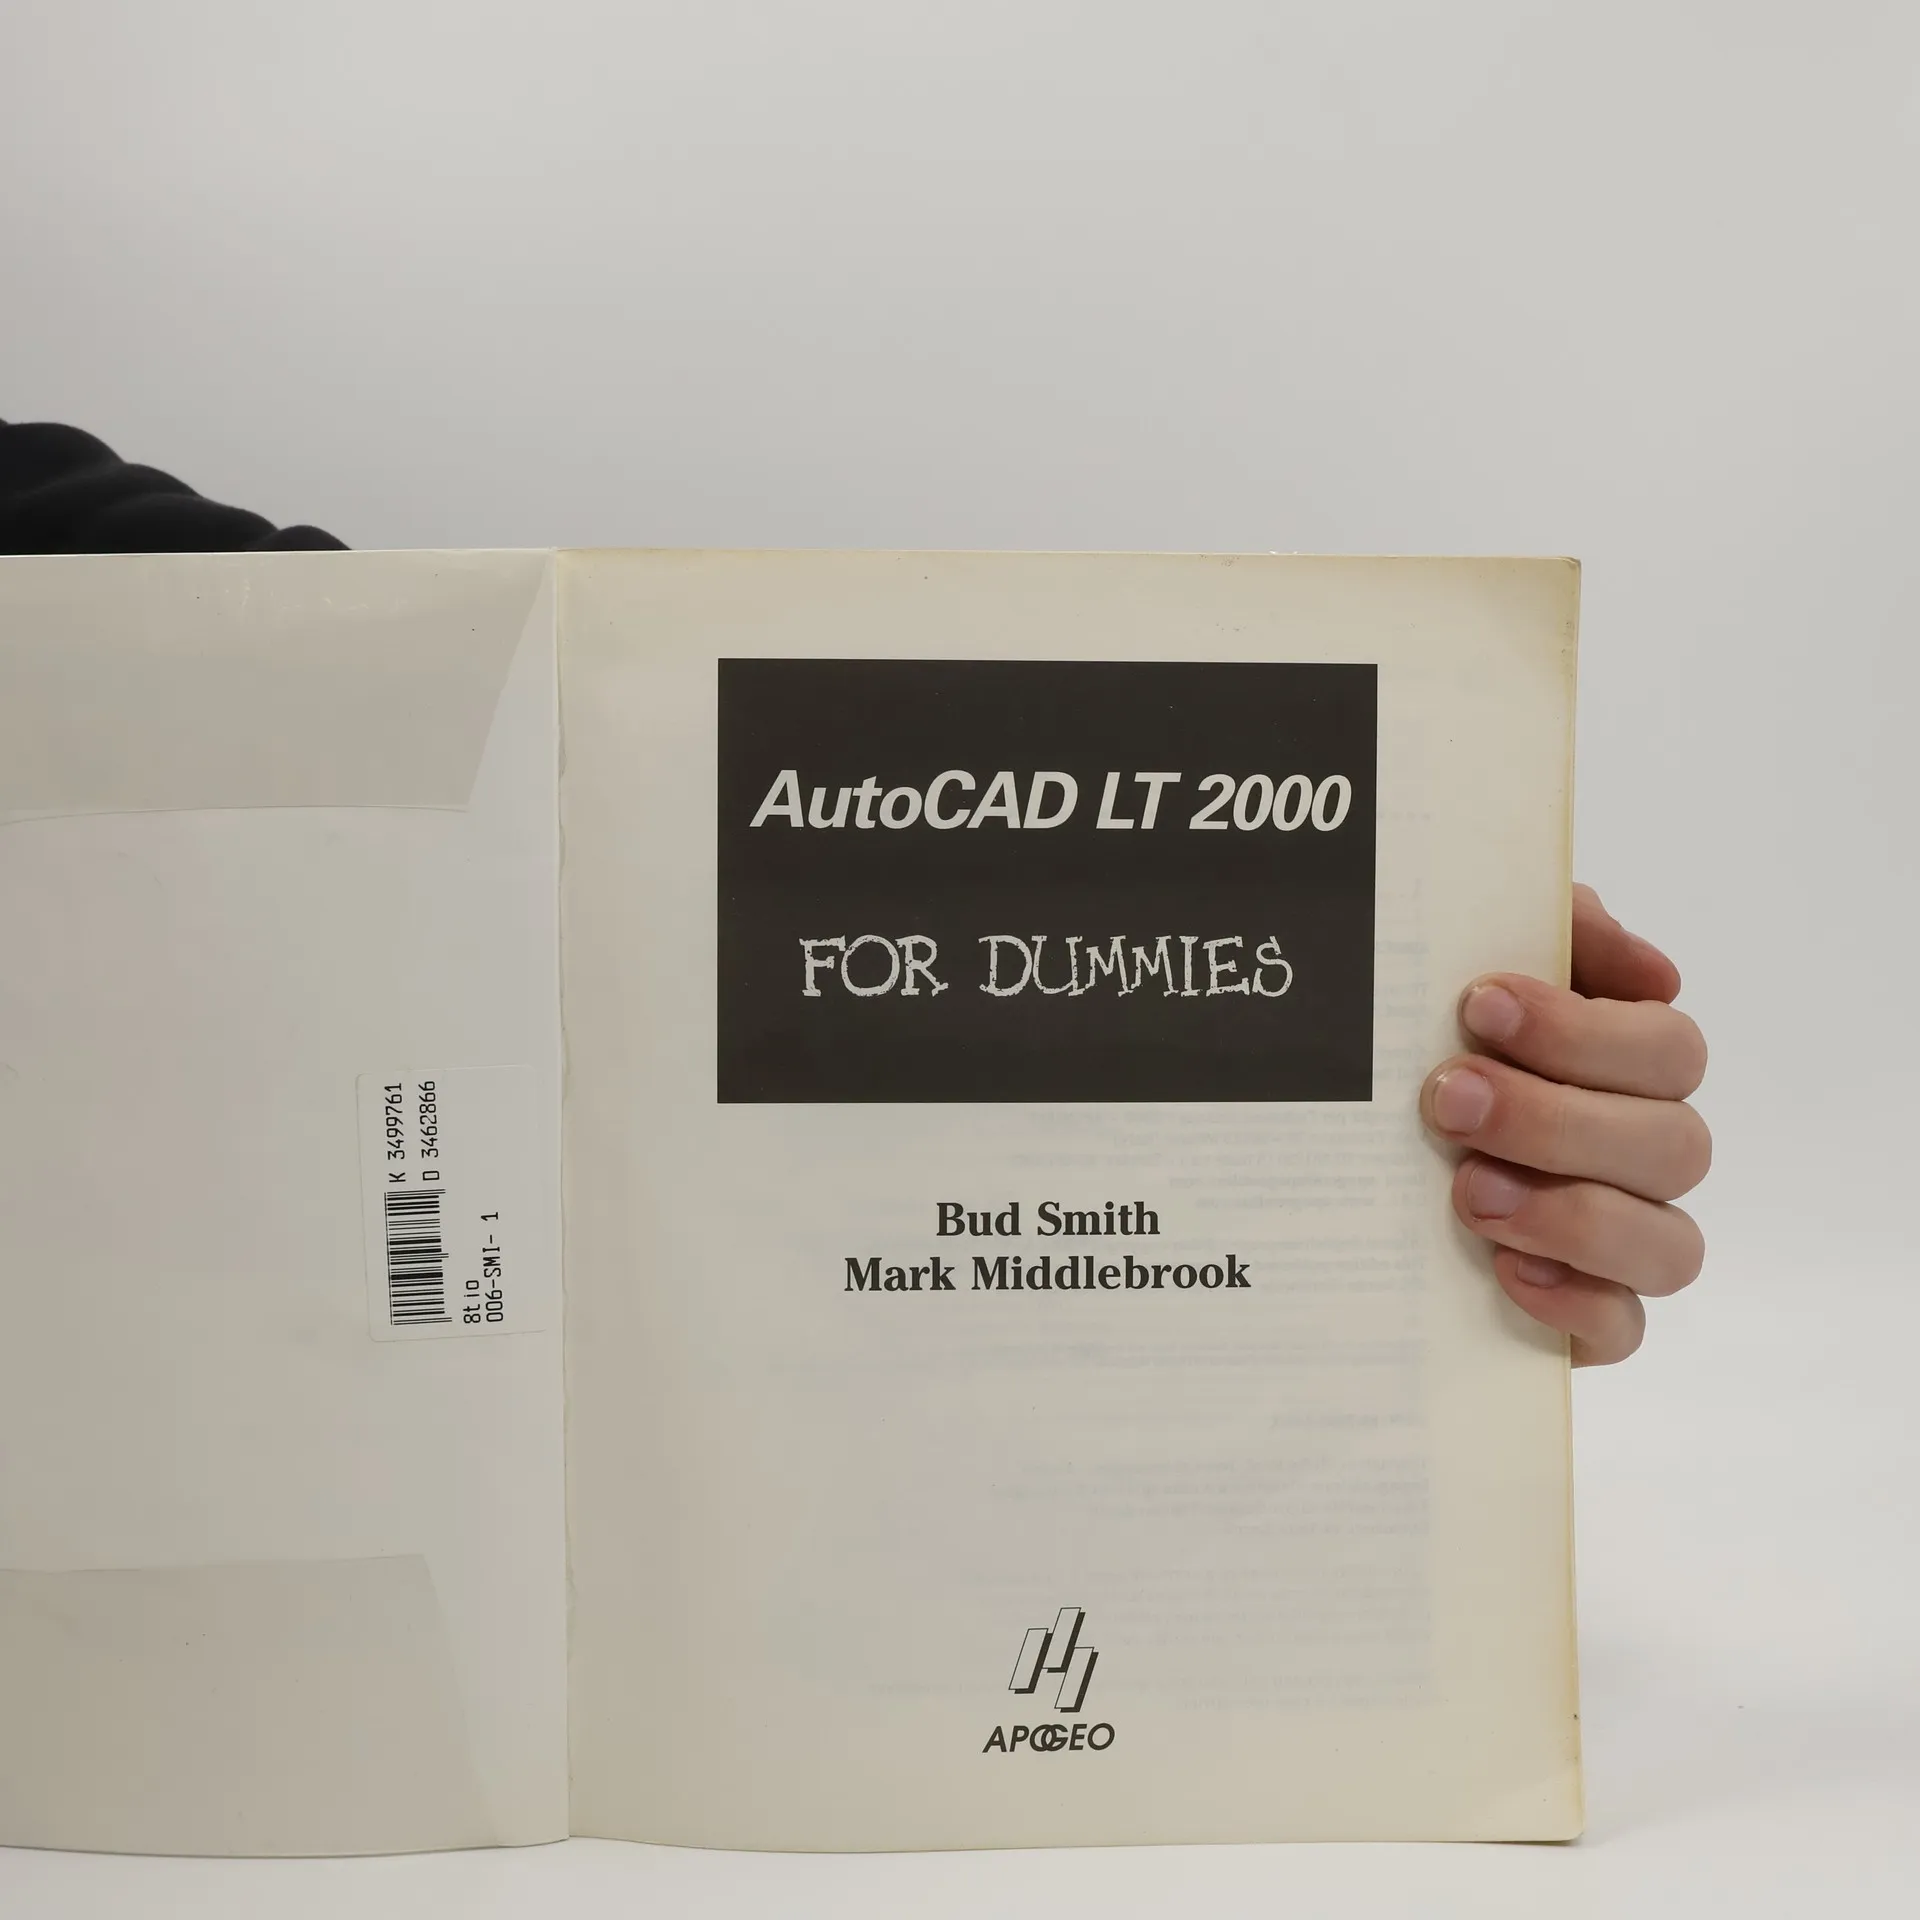 K 3499761
D 3462866
8tio
006-SMI- 1
AutoCAD LT 2000
FOR DUMMIES
Bud Smith
Mark Middlebrook
APOGEO